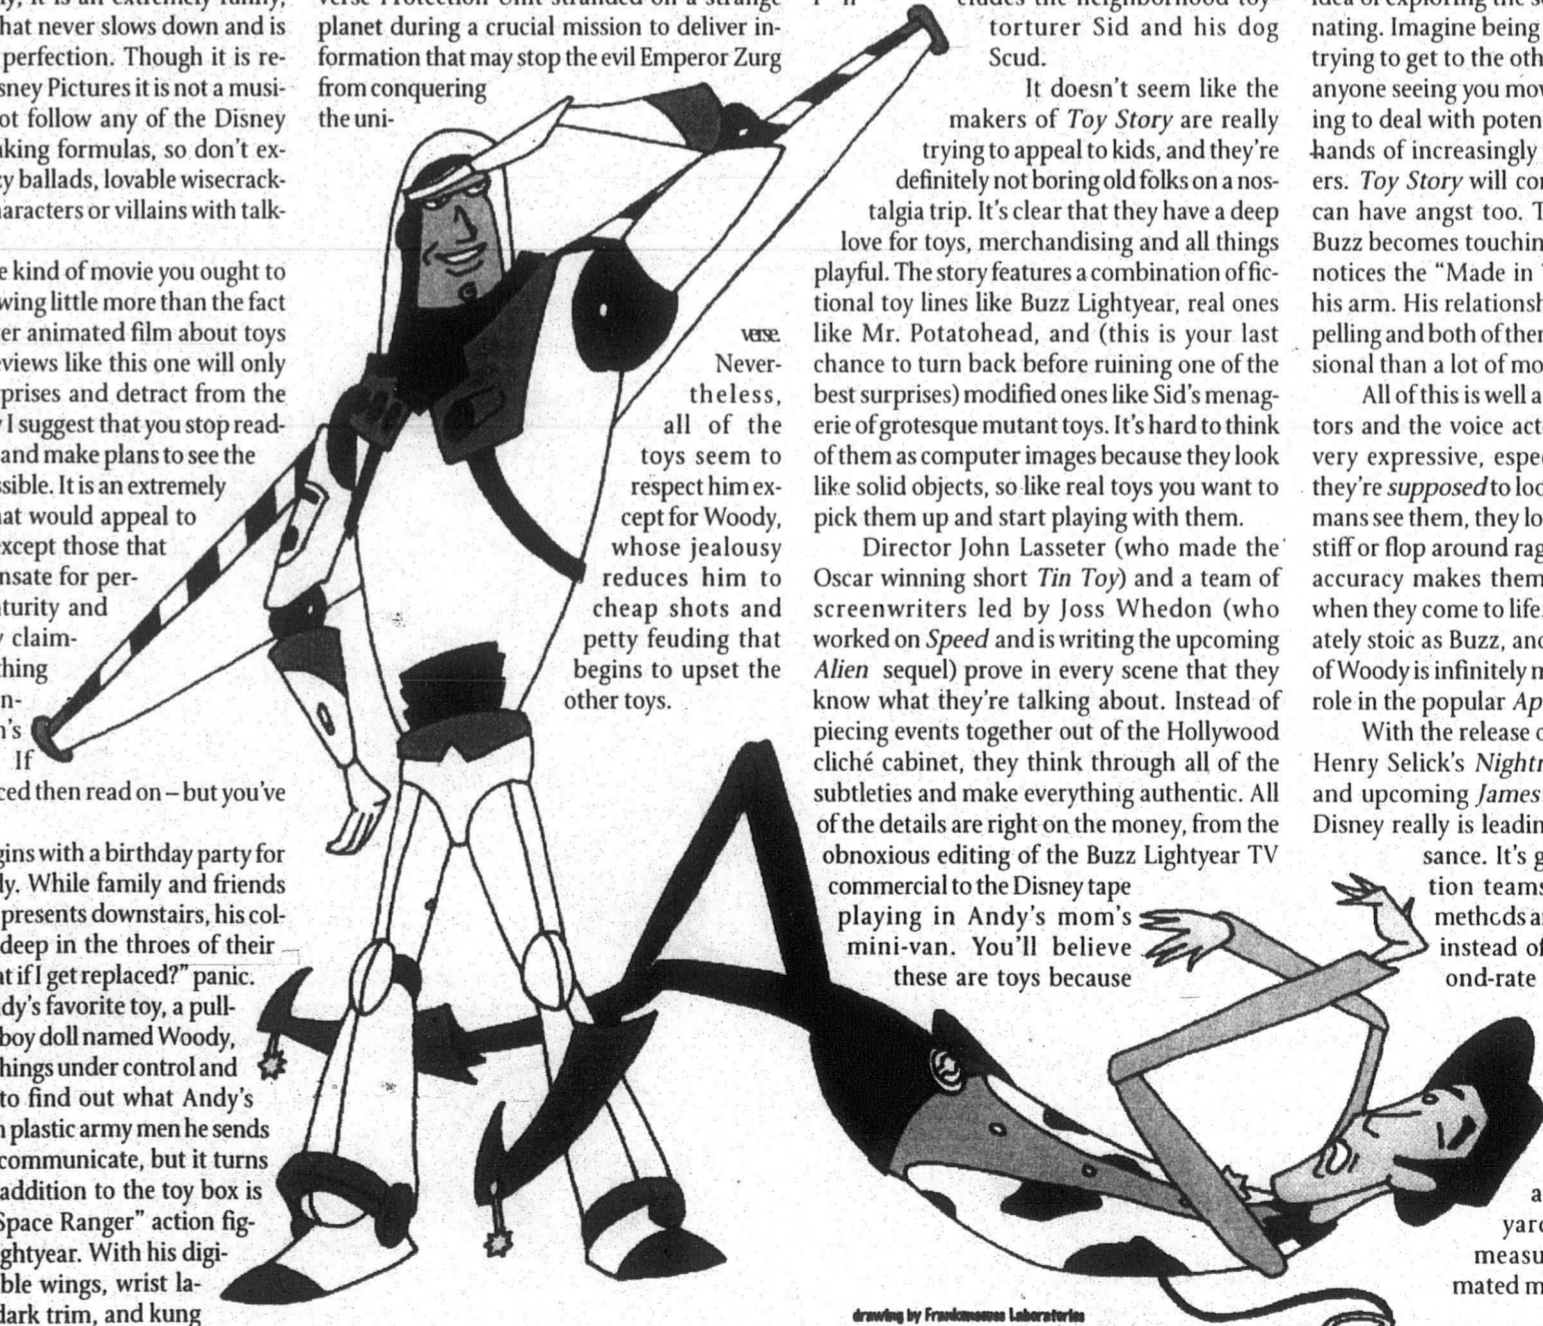 hat never slows down and is
perfection. Though it is re-
sney Pictures it is not a musi-
ot follow any of the Disney
king formulas, so don't ex-
y ballads, lovable wisecrack-
aracters or villains with talk-
e kind of movie you ought to
wing little more than the fact
er animated film about toys
views like this one will only
prises and detract from the
I suggest that you stop read-
and make plans to see the
ssible. It is an extremely
at would appeal to
xcept those that
nsate for per-
turity and
claim-
hing
n-
n's
If
ced then read on – but you've
gins with a birthday party for
ly. While family and friends
presents downstairs, his col-
deep in the throes of their
at if I get replaced?" panic.
dy's favorite toy, a pull-
boy doll named Woody,
hings under control and
to find out what Andy's
n plastic army men he sends
communicate, but it turns
addition to the toy box is
Space Ranger" action fig-
ghtyear. With his digi-
ble wings, wrist la-
dark trim, and kung
planet during a crucial mission to deliver in-
formation that may stop the evil Emperor Zurg
from conquering
the uni-
verse.
Never-
theless,
all of the
toys seem to
respect him ex-
cept for Woody,
whose jealousy
reduces him to
cheap shots and
petty feuding that
begins to upset the
other toys.
cludes the neighborhood toy-
torturer Sid and his dog
Scud.
It doesn't seem like the
makers of Toy Story are really
trying to appeal to kids, and they're
definitely not boring old folks on a nos-
talgia trip. It's clear that they have a deep
love for toys, merchandising and all things
playful. The story features a combination of fic-
tional toy lines like Buzz Lightyear, real ones
like Mr. Potatohead, and (this is your last
chance to turn back before ruining one of the
best surprises) modified ones like Sid's menag-
erie of grotesque mutant toys. It's hard to think
of them as computer images because they look
like solid objects, so like real toys you want to
pick them up and start playing with them.
Director John Lasseter (who made the
Oscar winning short Tin Toy) and a team of
screenwriters led by Joss Whedon (who
worked on Speed and is writing the upcoming
Alien sequel) prove in every scene that they
know what they're talking about. Instead of
piecing events together out of the Hollywood
cliché cabinet, they think through all of the
subtleties and make everything authentic. All
of the details are right on the money, from the
obnoxious editing of the Buzz Lightyear TV
commercial to the Disney tape
playing in Andy's mom's
mini-van. You'll believe
these are toys because
drawing by Frankenweenie Laboratories
nating. Imagine being
trying to get to the oth
anyone seeing you mov
ing to deal with poten
hands of increasingly
ers. Toy Story will con
can have angst too. T
Buzz becomes touchin
notices the "Made in
his arm. His relationsh
pelling and both of them
sional than a lot of mo
All of this is well a
tors and the voice act
very expressive, espec
they're supposed to loo
mans see them, they lo
stiff or flop around rag
accuracy makes them
when they come to life.
ately stoic as Buzz, and
of Woody is infinitely m
role in the popular Ap
With the release o
Henry Selick's Nightm
and upcoming James
Disney really is leadin
sance. It's g
tion teams
methods a
instead of
ond-rate
a
yard
measu
mated m